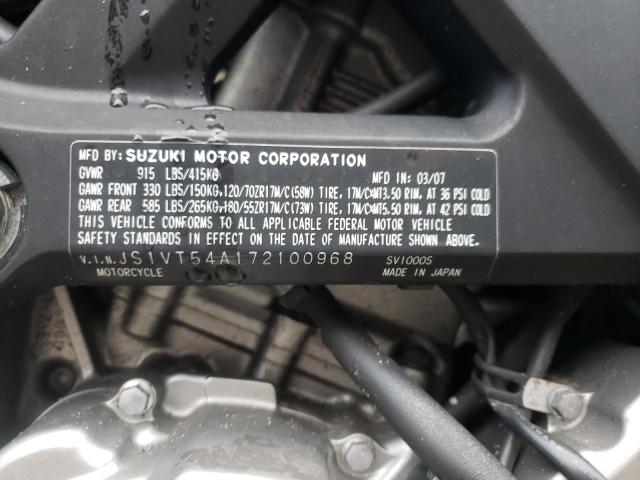 MFD BY: SUZUKI MOTOR CORPORATION
GVWR 915 LBS/415KG MFD IN: 03/07
GAWR FRONT 330 LBS/150KG,120/70ZR17M/C(58W) TIRE, 17M/C×MT3.50 RIM, AT 36 PSI COLD
GAWR REAR 585 LBS/265KG,180/55ZR17M/C(73W) TIRE, 17M/C×MT5.50 RIM, AT 42 PSI COLD
THIS VEHICLE CONFORMS TO ALL APPLICABLE FEDERAL MOTOR VEHICLE
SAFETY STANDARDS IN EFFECT ON THE DATE OF MANUFACTURE SHOWN ABOVE.
V.I.N. JS1VT54A172100968 SV1000S
MOTORCYCLE MADE IN JAPAN